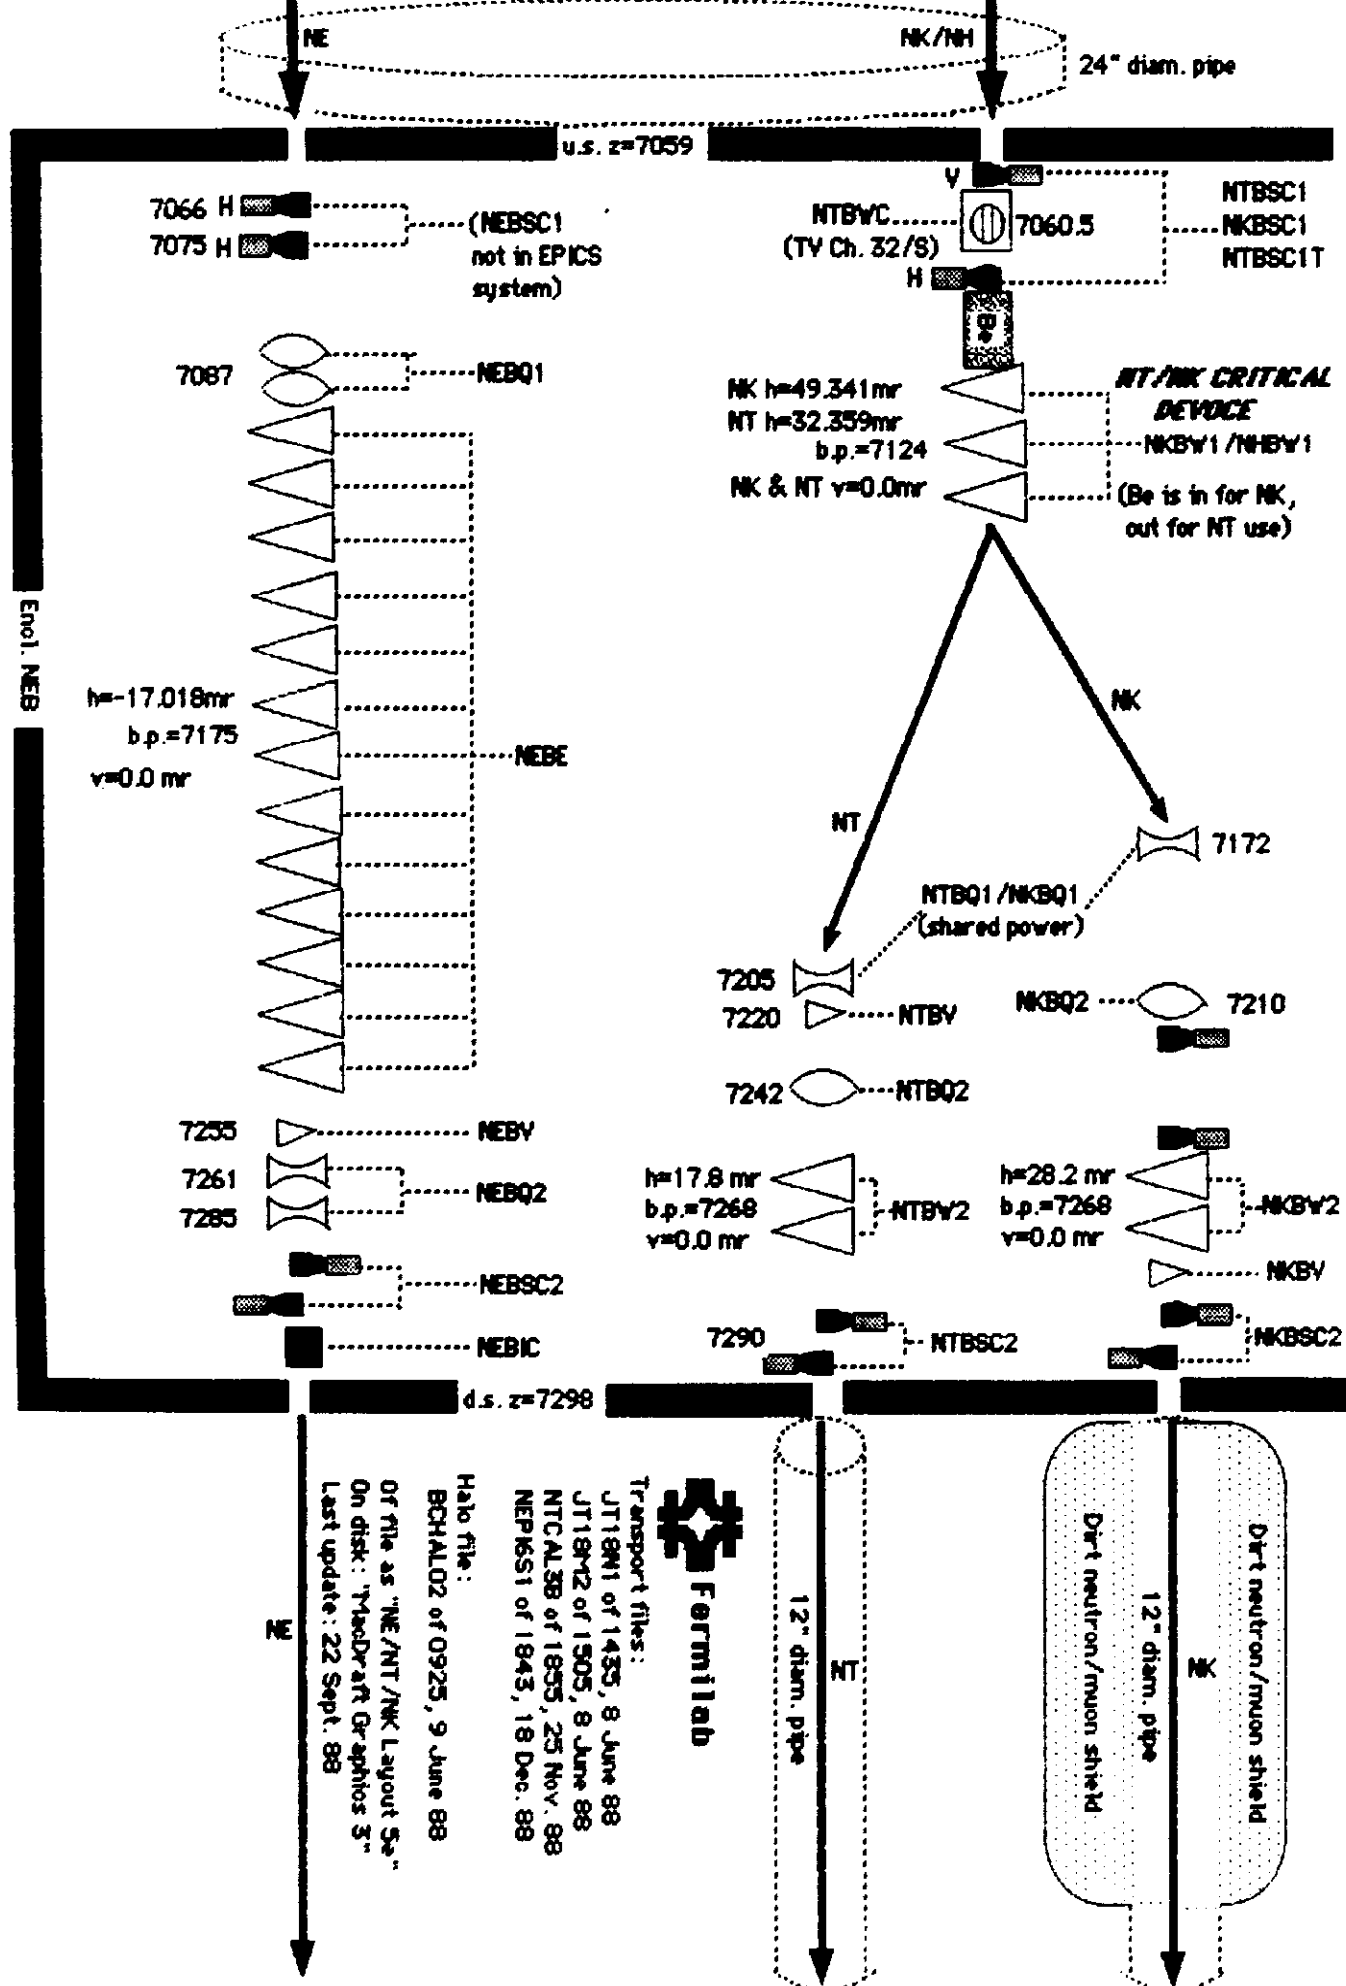 NE
NK/NH
24" diam. pipe
u.s. z=7059
7066 H
7075 H
(NEBSC1
not in EPICS
system)
V
NTBWC
(TV Ch. 32/S)
7060.5
H
NTBSC1
NKBSC1
NTBSC1T
Be
7087
NEBQ1
NK h=49.341mr
NT h=32.359mr
b.p.=7124
NK & NT v=0.0mr
NT/NK CRITICAL
DEVOCE
NKBW1/NHBW1
(Be is in for NK,
out for NT use)
Encl. NEB
h=-17.018mr
b.p.=7175
v=0.0 mr
NEBE
NK
NT
7172
NTBQ1/NKBQ1
(shared power)
7205
7220
NTBV
NKBQ2
7210
7242
NTBQ2
7255
NEBV
7261
7285
NEBQ2
h=17.8 mr
b.p.=7268
v=0.0 mr
NTBW2
h=28.2 mr
b.p.=7268
v=0.0 mr
NKBW2
NKBV
NEBSC2
NEBIC
7290
NTBSC2
NKBSC2
d.s. z=7298
NE
Fermilab
Transport files:
JT18M1 of 1435, 8 June 88
JT18M2 of 1505, 8 June 88
NTCAL3B of 1855, 25 Nov. 88
NEPI6S1 of 1843, 18 Dec. 88
Halo file:
BCHALO2 of 0925, 9 June 88
Of file as "NE/NT/NK Layout 5a"
On disk: "MacDraft Graphics 3"
Last update: 22 Sept. 88
12" diam. pipe
NT
Dirt neutron/muon shield
12" diam. pipe
NK
Dirt neutron/muon shield